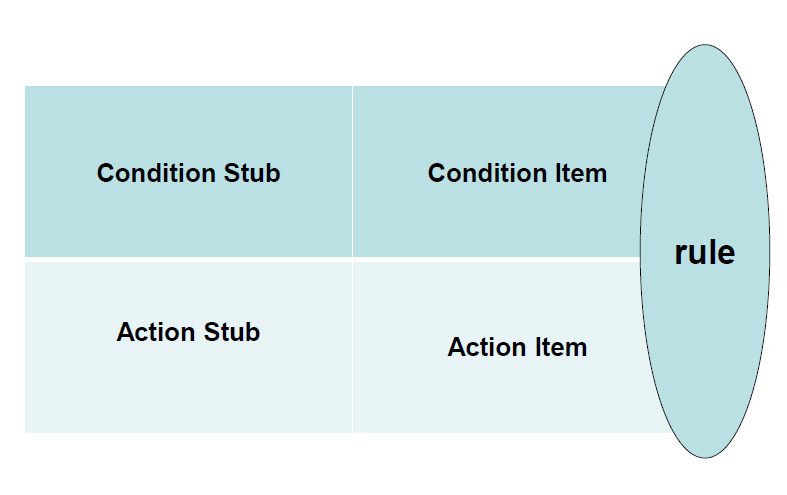 Condition Stub
Condition Item
rule
Action Stub
Action Item